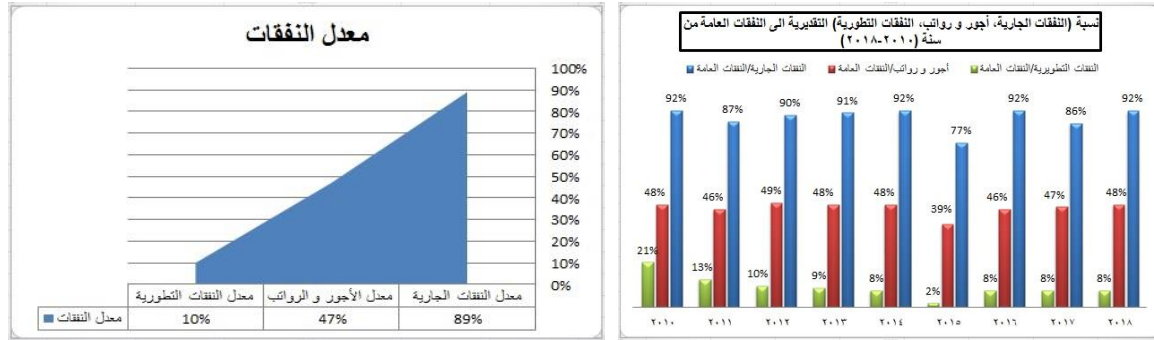 معدل النفقات
100%
90%
80%
70%
60%
50%
40%
30%
20%
10%
0%
معدل النفقات الجارية
معدل الأجور و الرواتب
معدل النفقات التطورية
89%
47%
10%
معدل النفقات
نسبة (النفقات الجارية، أجور و رواتب، النفقات التطورية) التقديرية الى النفقات العامة من
سنة (٢٠١٠-٢٠١٨)
النفقات الجارية/النفقات العامة
أجور و رواتب/النفقات العامة
النفقات التطويرية/النفقات العامة
92% 87% 90% 91% 92% 77% 92% 86% 92%
48% 46% 49% 48% 48% 39% 46% 47% 48%
21% 13% 10% 9% 8% 2% 8% 8% 8%
٢٠١٠ ٢٠١١ ٢٠١٢ ٢٠١٣ ٢٠١٤ ٢٠١٥ ٢٠١٦ ٢٠١٧ ٢٠١٨